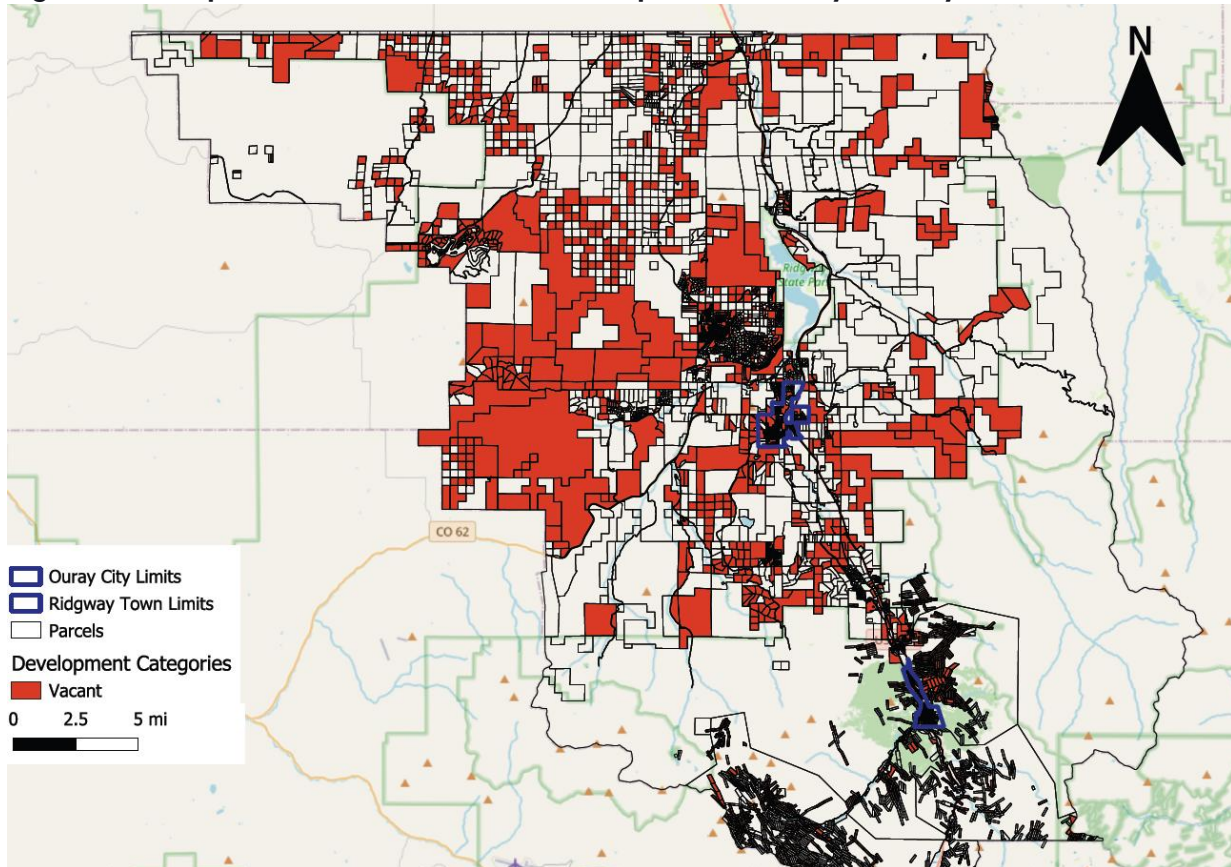 N
Ridgway
State Park
CO 62
Ouray City Limits
Ridgway Town Limits
Parcels
Development Categories
Vacant
0 2.5 5 mi